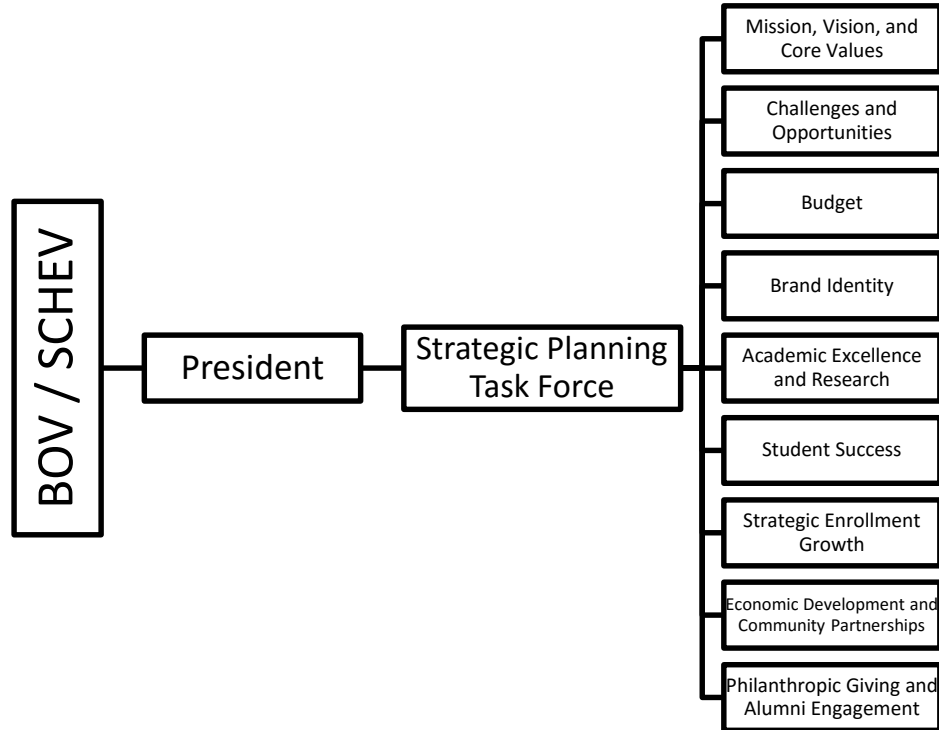 BOV / SCHEV
President
Strategic Planning
Task Force
Mission, Vision, and
Core Values
Challenges and
Opportunities
Budget
Brand Identity
Academic Excellence
and Research
Student Success
Strategic Enrollment
Growth
Economic Development and
Community Partnerships
Philanthropic Giving and
Alumni Engagement